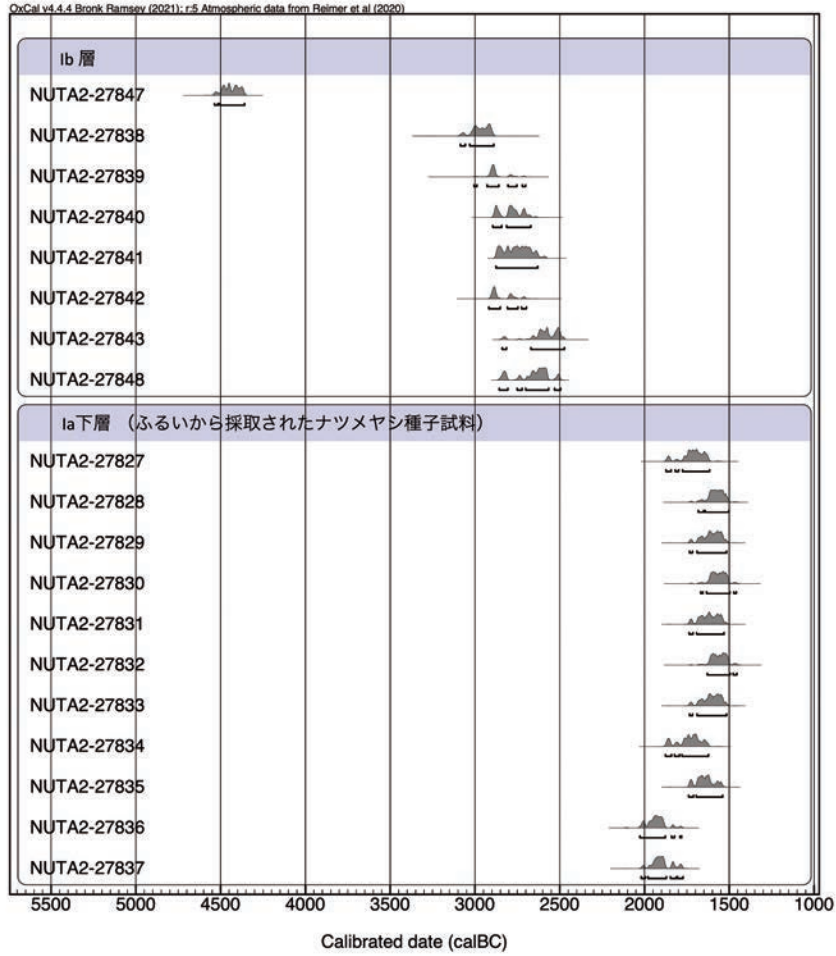 OxCal v4.4.4 Bronk Ramsey (2021); r:5 Atmospheric data from Reimer et al (2020)
Ib 層
NUTA2-27847
NUTA2-27838
NUTA2-27839
NUTA2-27840
NUTA2-27841
NUTA2-27842
NUTA2-27843
NUTA2-27848
Ia下層 （ふるいから採取されたナツメヤシ種子試料）
NUTA2-27827
NUTA2-27828
NUTA2-27829
NUTA2-27830
NUTA2-27831
NUTA2-27832
NUTA2-27833
NUTA2-27834
NUTA2-27835
NUTA2-27836
NUTA2-27837
5500 5000 4500 4000 3500 3000 2500 2000 1500 1000
Calibrated date (calBC)